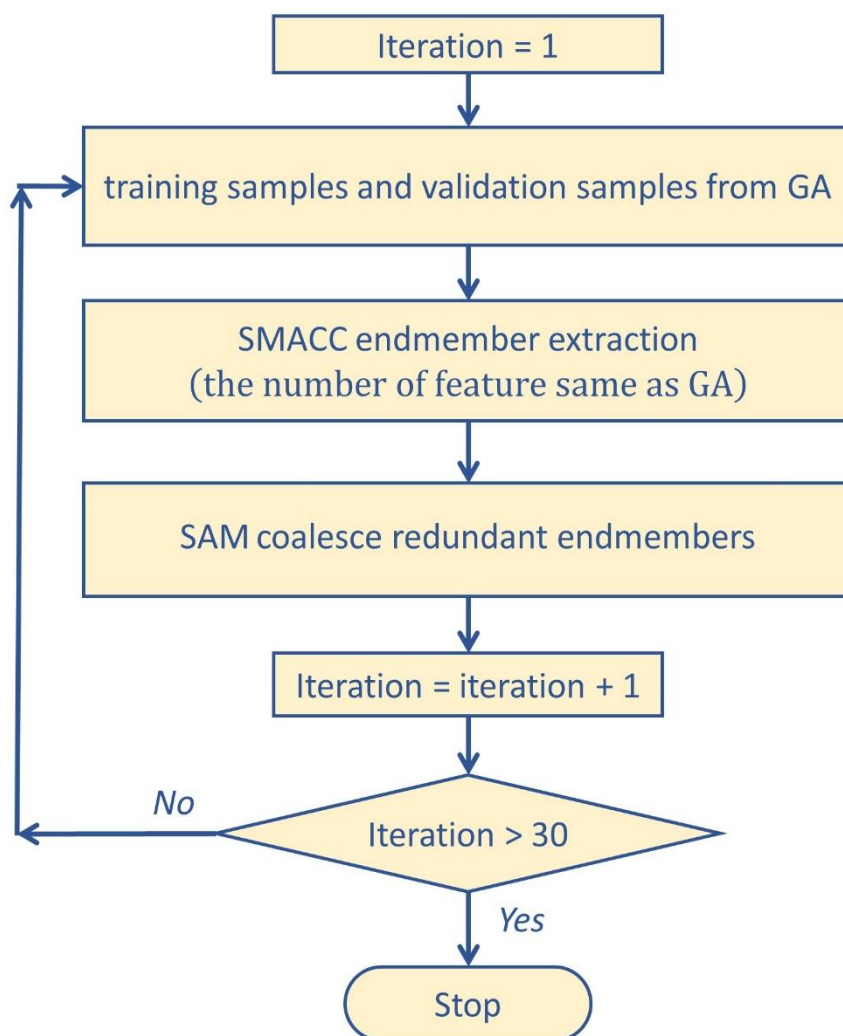 Iteration = 1
training samples and validation samples from GA
SMACC endmember extraction
(the number of feature same as GA)
SAM coalesce redundant endmembers
Iteration = iteration + 1
No
Iteration > 30
Yes
Stop